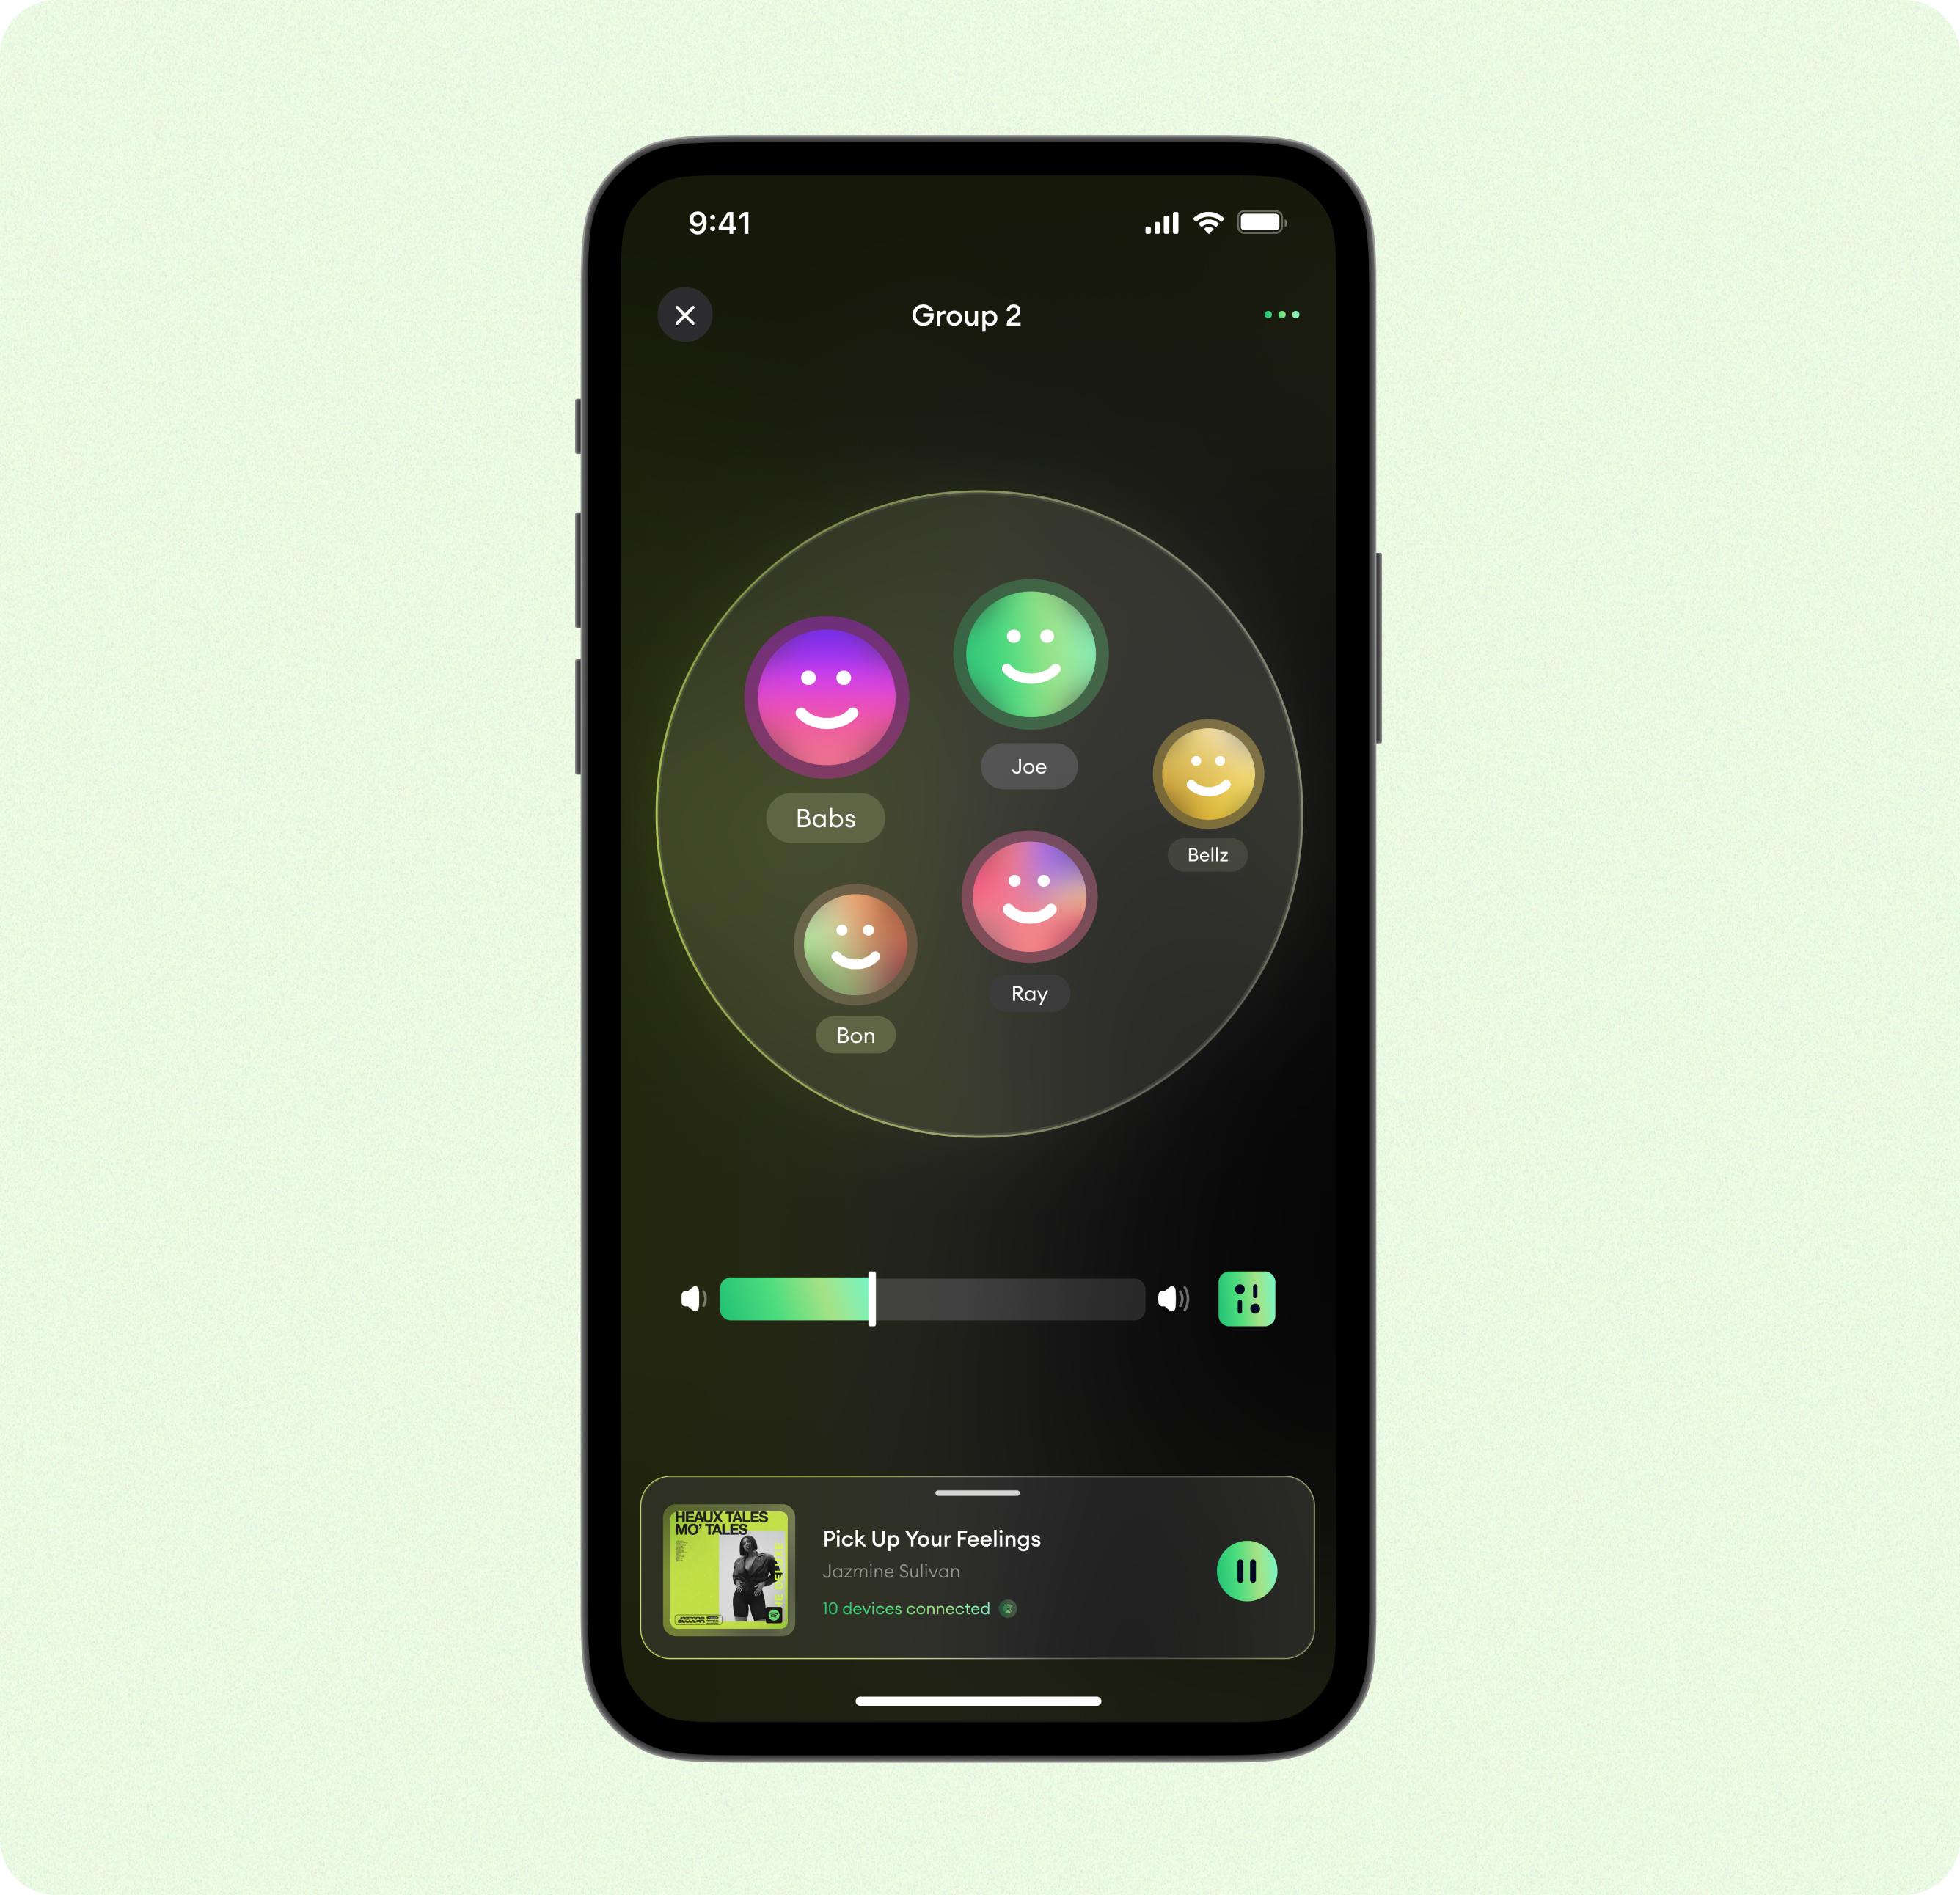 9:41
Group 2
Joe
Babs
Bellz
Ray
Bon
HEAUX TALES
MO' TALES
Pick Up Your Feelings
Jazmine Sulivan
10 devices connected